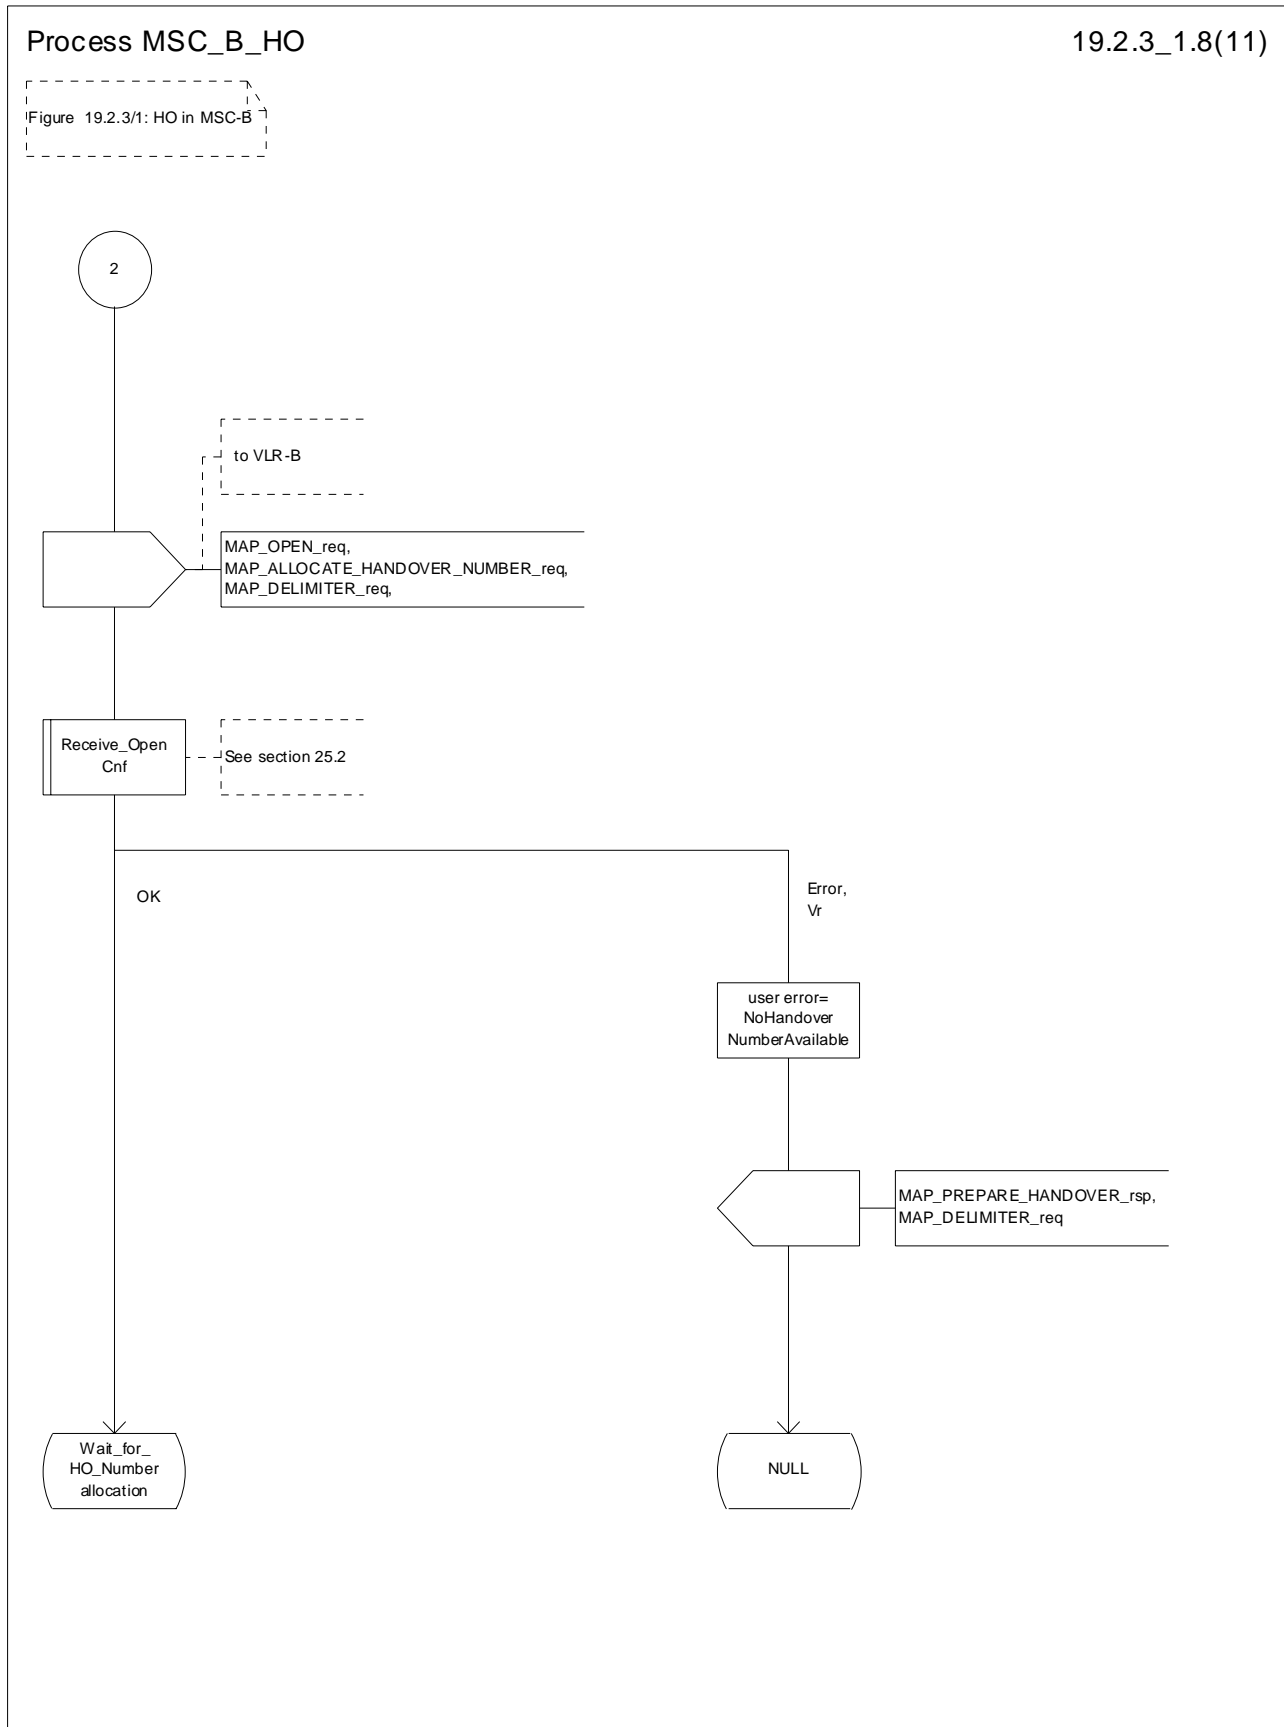 Process MSC_B_HO
19.2.3_1.8(11)
Figure 19.2.3/1: HO in MSC-B
2
to VLR-B
MAP_OPEN_req,
MAP_ALLOCATE_HANDOVER_NUMBER_req,
MAP_DELIMITER_req,
Receive_Open
Cnf
See section 25.2
OK
Error,
Vr
user error=
NoHandover
NumberAvailable
MAP_PREPARE_HANDOVER_rsp,
MAP_DELIMITER_req
Wait_for_
HO_Number
allocation
NULL